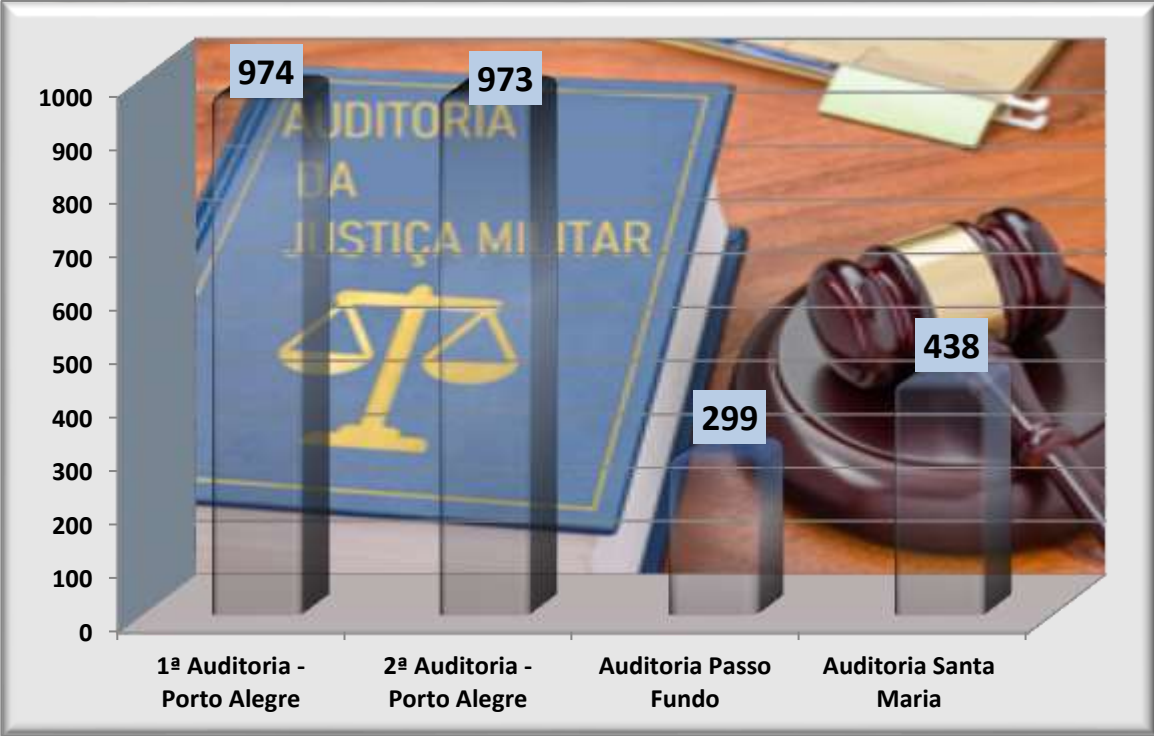 974
973
299
438
1000
900
800
700
600
500
400
300
200
100
0
AUDITORIA
DA
JUSTIÇA MILITAR
1ª Auditoria -
Porto Alegre
2ª Auditoria -
Porto Alegre
Auditoria Passo
Fundo
Auditoria Santa
Maria